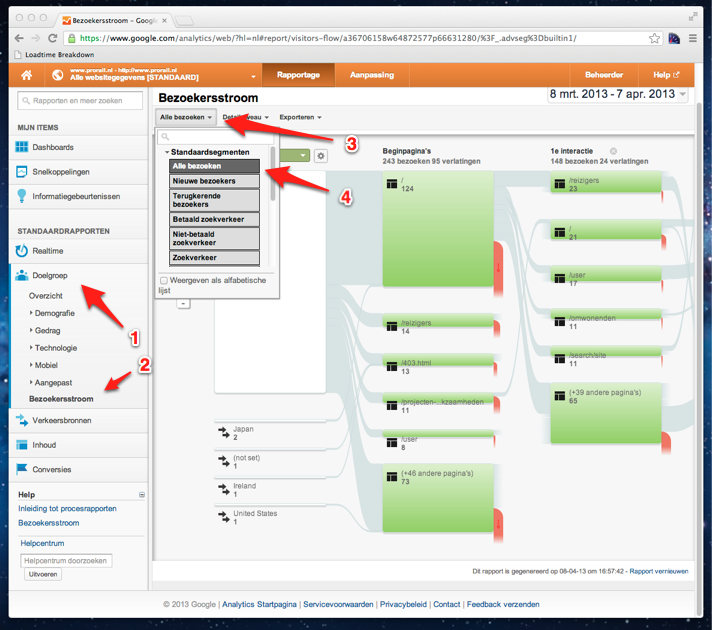 Bezoekersstroom – Google
https://www.google.com/analytics/web/?hl=nl#report/visitors-flow/a36706158w64872577p66631280/%3F_.advseg%3Dbuiltin1/
Loadtime Breakdown
www.prorail.nl - http://www.prorail.nl
Alle websitegegevens [STANDAARD]
Rapportage
Aanpassing
Beheerder
Help
Rapporten en meer zoeken
MIJN ITEMS
Dashboards
Snelkoppelingen
Informatiegebeurtenissen
STANDAARDRAPPORTEN
Realtime
Doelgroep
Overzicht
Demografie
Gedrag
Technologie
Mobiel
Aangepast
Bezoekersstroom
Verkeersbronnen
Inhoud
Conversies
Help
Inleiding tot procesrapporten
Bezoekersstroom
Helpcentrum
Helpcentrum doorzoeken
Uitvoeren
1
2
Bezoekersstroom
8 mrt. 2013 - 7 apr. 2013
Alle bezoeken
Detailniveau
Exporteren
3
Standaardsegmenten
Alle bezoeken
Nieuwe bezoekers
Terugkerende
bezoekers
Betaald zoekverkeer
Niet-betaald
zoekverkeer
Zoekverkeer
Weergeven als alfabetische
lijst
4
Japan
2
(not set)
1
Ireland
1
United States
1
Beginpagina's
243 bezoeken 95 verlatingen
/
124
/reizigers
14
/403.html
13
/projecten-...kzaamheden
11
/user
8
(+46 andere pagina's)
73
1e interactie
148 bezoeken 24 verlatingen
/reizigers
23
/
21
/user
17
/omwonenden
11
/search/site
11
(+39 andere pagina's)
65
Dit rapport is gegenereerd op 08-04-13 om 16:57:42 - Rapport vernieuwen
© 2013 Google | Analytics Startpagina | Servicevoorwaarden | Privacybeleid | Contact | Feedback verzenden